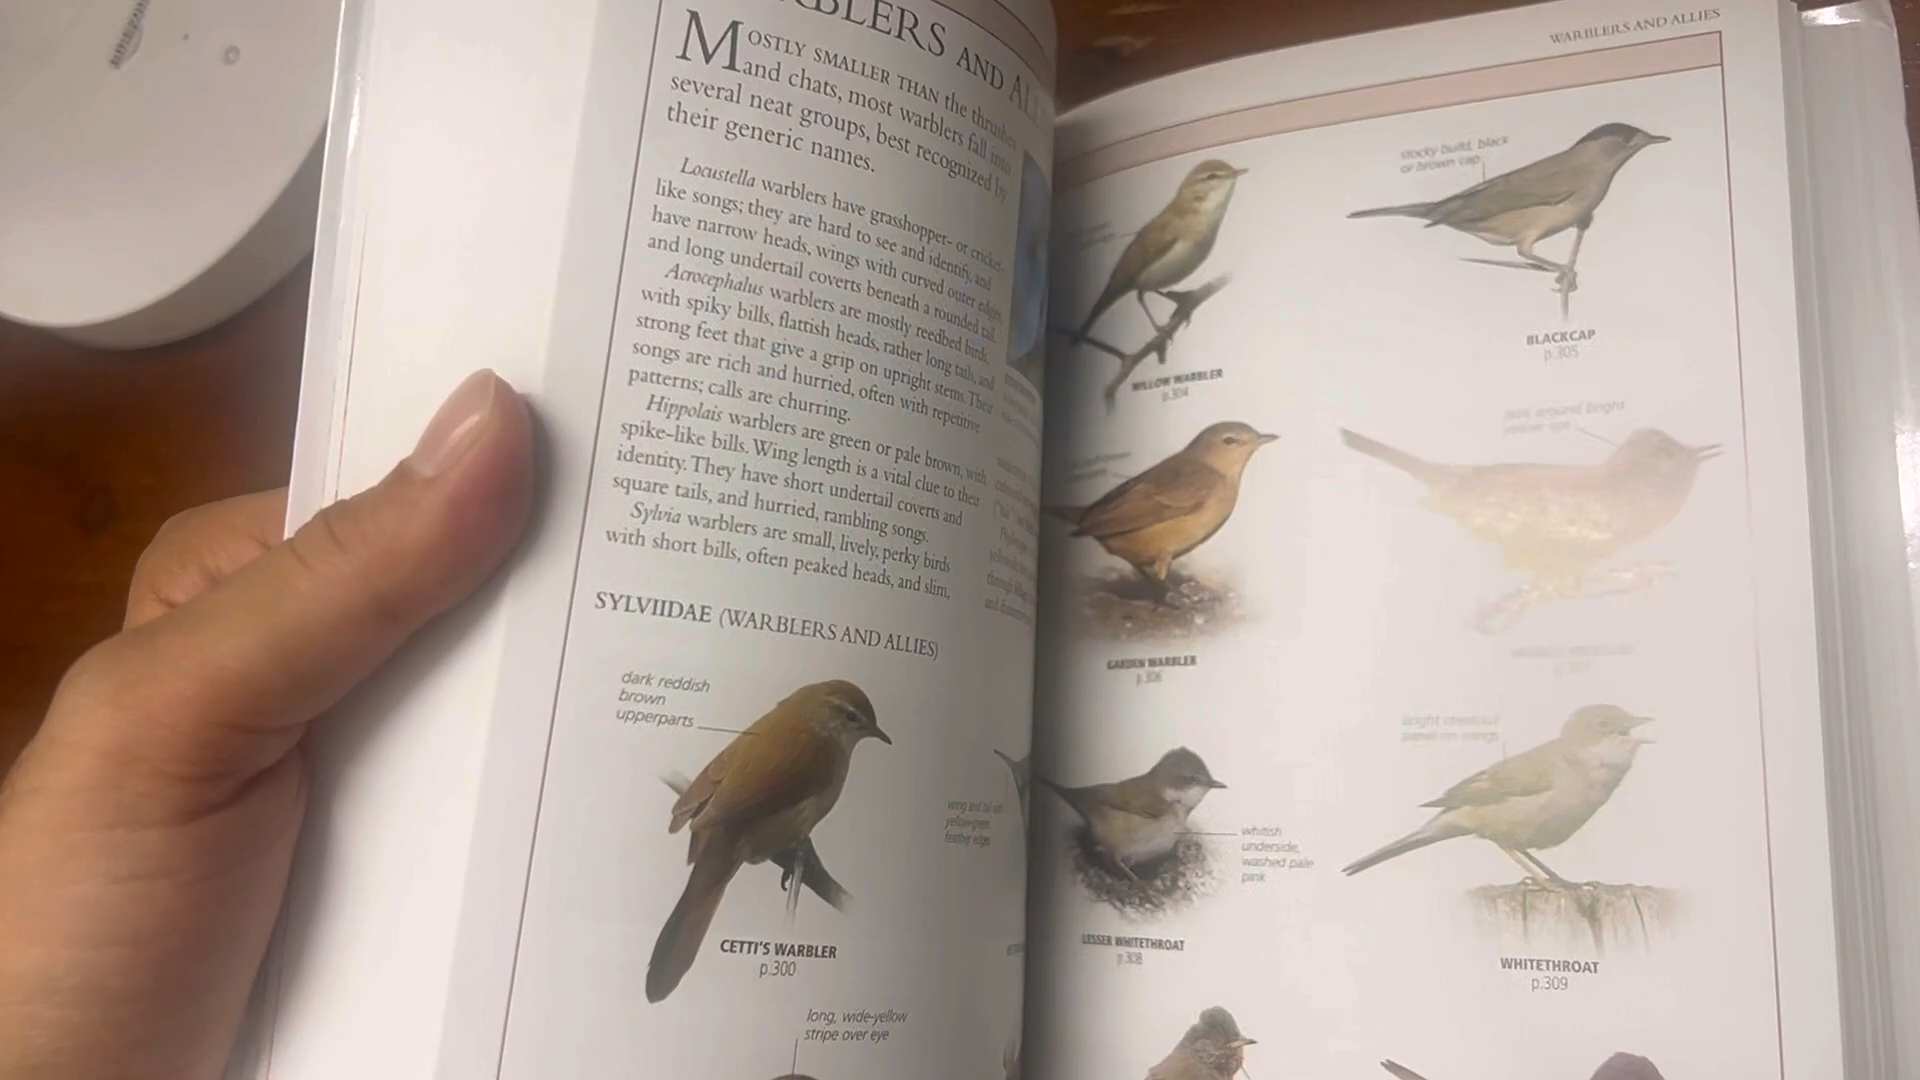 WARBLERS AND
MOSTLY SMALLER THAN the thrushes
and chats, most warblers fall into
several neat groups, best recognized by
their generic names.
Locustella warblers have grasshopper- or cricket-
like songs; they are hard to see and identify, and
have narrow heads, wings with curved outer edges,
and long undertail coverts beneath a rounded tail.
Acrocephalus warblers are mostly reedbed birds,
with spiky bills, flattish heads, rather long tails, and
strong feet that give a grip on upright stems. Their
songs are rich and hurried, often with repetitive
patterns; calls are churring.
Hippolais warblers are green or pale brown, with
spike-like bills. Wing length is a vital clue to their
identity. They have short undertail coverts and
square tails, and hurried, rambling songs.
Sylvia warblers are small, lively, perky birds
with short bills, often peaked heads, and slim,
SYLVIIDAE (WARBLERS AND ALLIES)
dark reddish
brown
upperparts
CETTI'S WARBLER
p.300
long, wide-yellow
stripe over eye
wing and tail with
yellow-green
feather edges
WARBLERS AND ALLIES
WILLOW WARBLER
p.304
stocky build, black
or brown cap
BLACKCAP
p.305
GARDEN WARBLER
p.306
pale around bright
yellow eye
whitish
underside,
washed pale
pink
LESSER WHITETHROAT
p.308
bright chestnut
panel on wings
WHITETHROAT
p.309